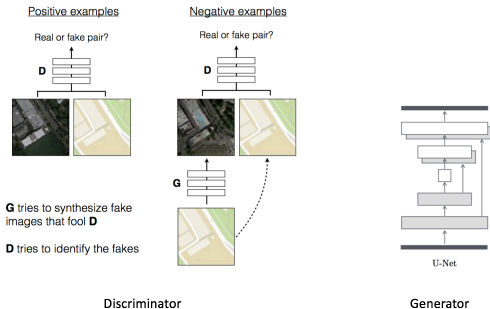 Positive examples
Negative examples
Real or fake pair?
Real or fake pair?
D
D
G
G tries to synthesize fake
images that fool D
D tries to identify the fakes
U-Net
Discriminator
Generator